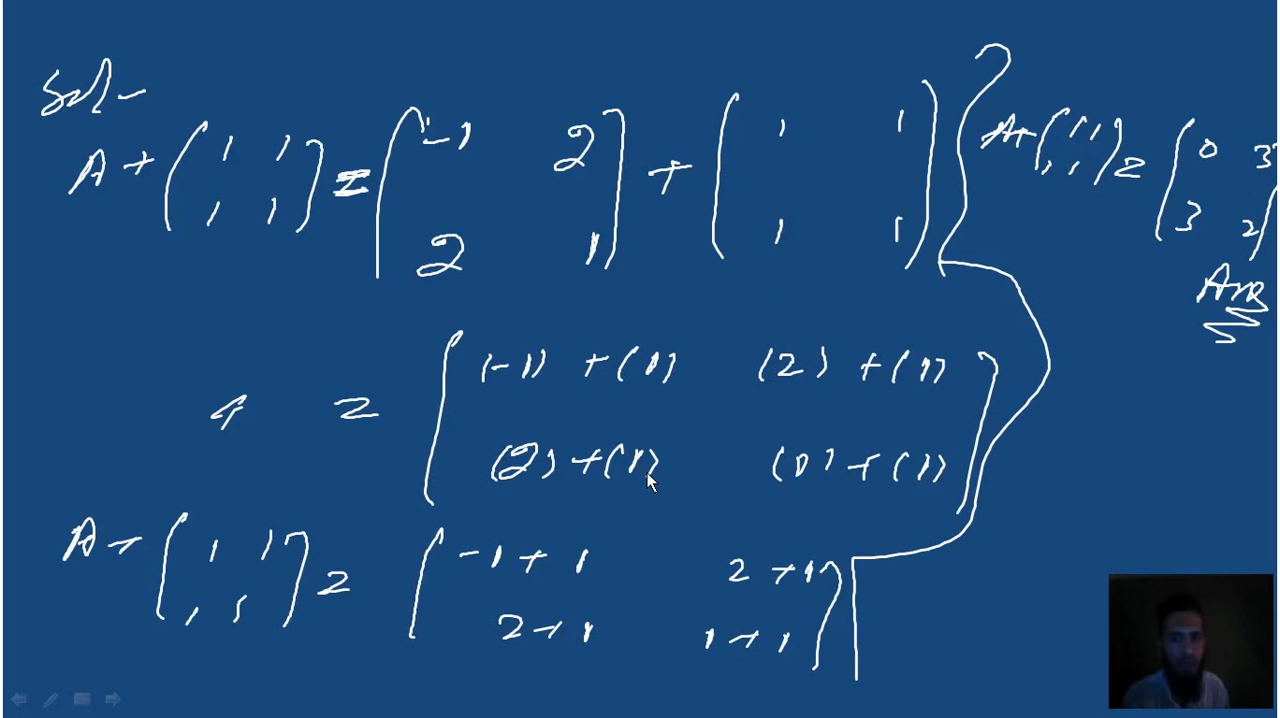 Sol-
A + [1 1] = [-1 2] + [1 1]
[1 1] [2 1] [1 1]
= [(-1) + (1) (2) + (1)]
[(2) + (1) (1) + (1)]
A + [1 1] = [-1 + 1 2 + 1]
[1 1] [2 + 1 1 + 1]
A + [1 1] = [0 3]
[1 1] [3 2]
Ans